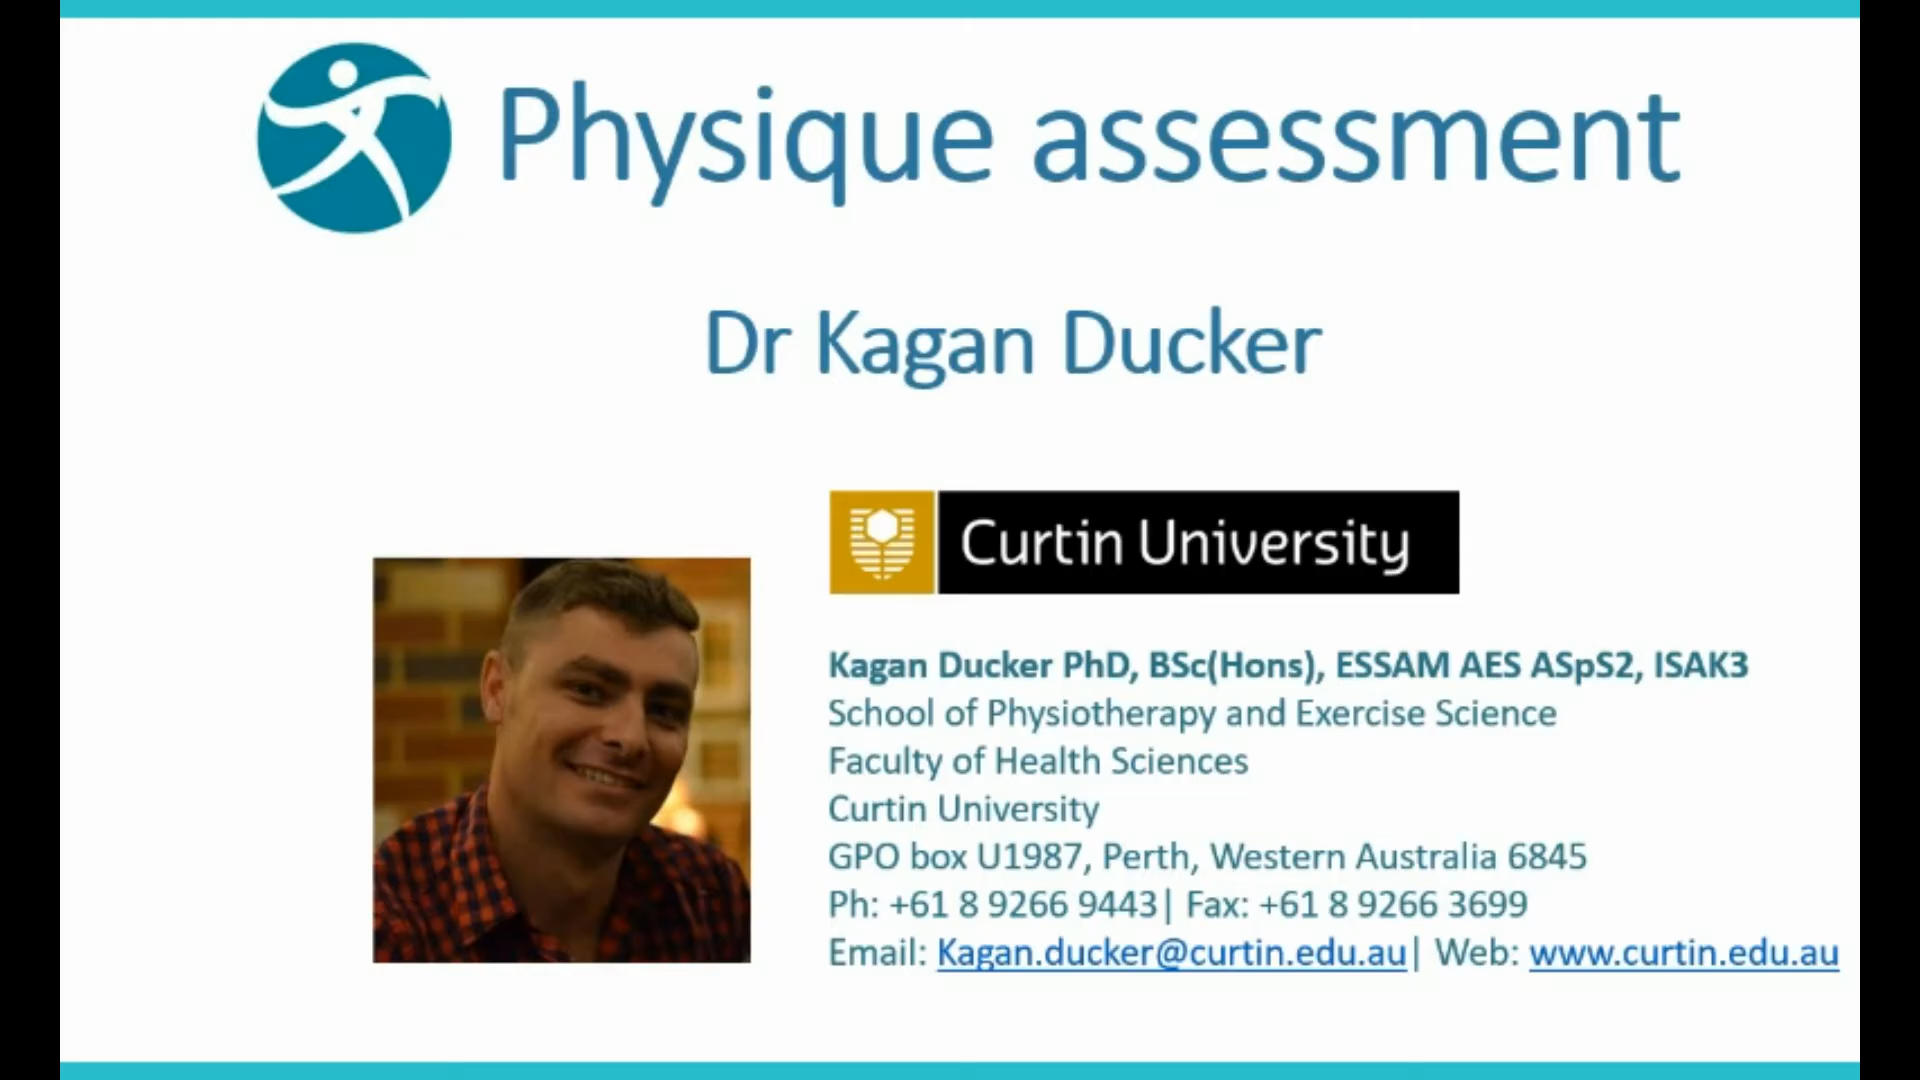 Physique assessment
Dr Kagan Ducker
Curtin University
Kagan Ducker PhD, BSc(Hons), ESSAM AES ASpS2, ISAK3
School of Physiotherapy and Exercise Science
Faculty of Health Sciences
Curtin University
GPO box U1987, Perth, Western Australia 6845
Ph: +61 8 9266 9443| Fax: +61 8 9266 3699
Email: Kagan.ducker@curtin.edu.au| Web: www.curtin.edu.au